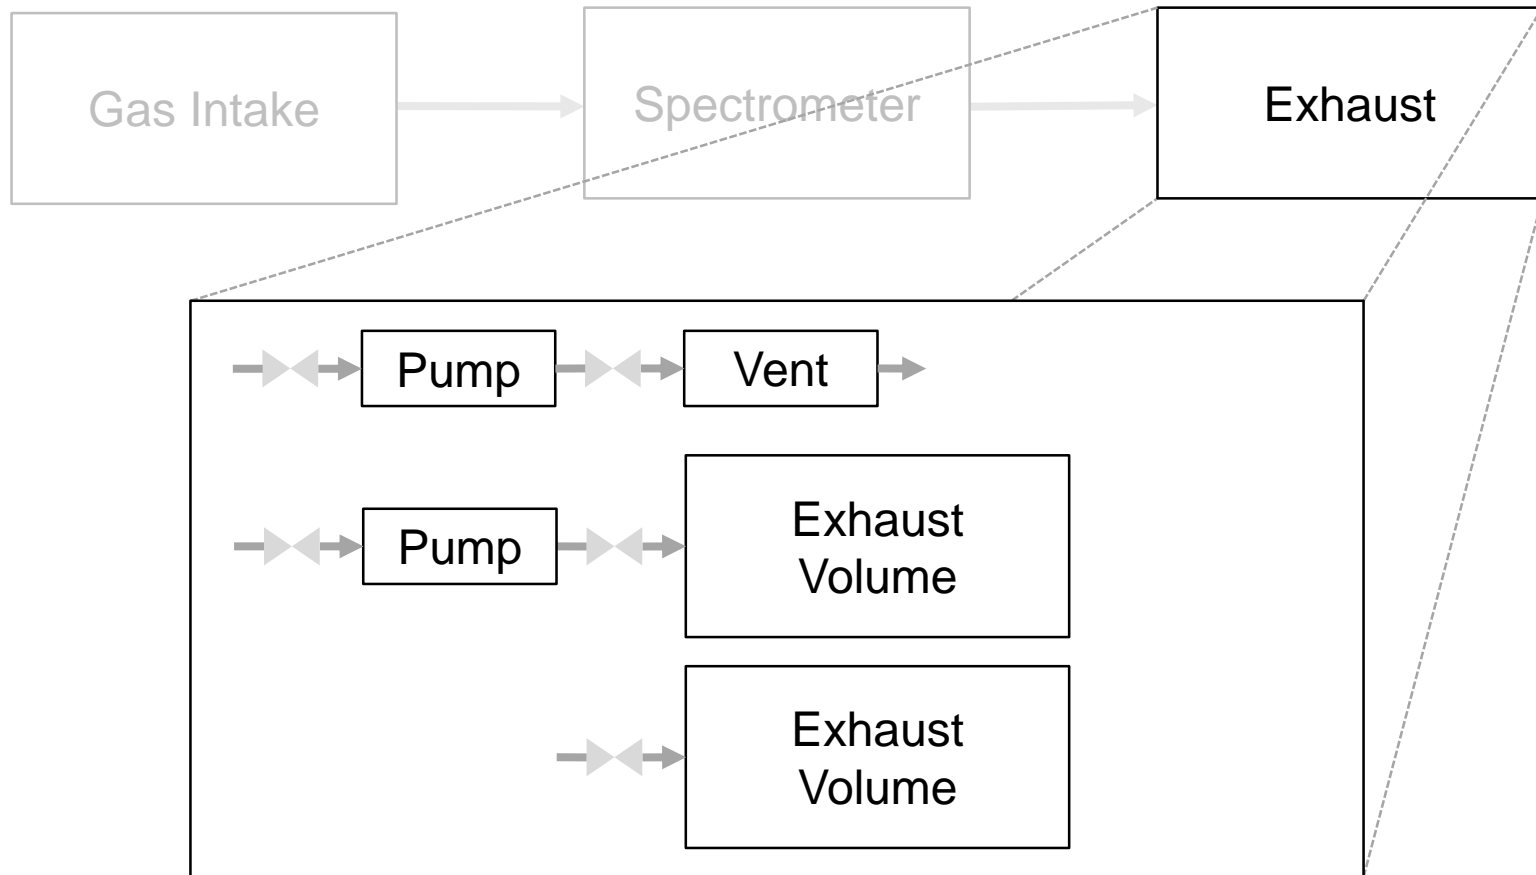 Gas Intake
Spectrometer
Exhaust
Pump
Vent
Pump
Exhaust
Volume
Exhaust
Volume